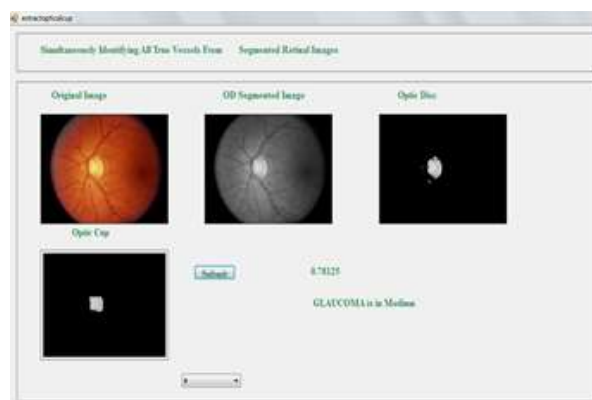 extractopticalcup
Simultaneously Identifying All True Vessels From Segmented Retinal Images
Original Image OD Segmented Image Optic Disc
Optic Cup
Submit 0.78125
GLAUCOMA is in Medium